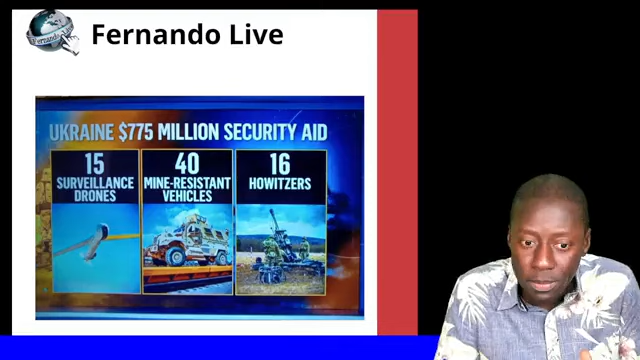 Fernando Live
UKRAINE $775 MILLION SECURITY AID
15
SURVEILLANCE
DRONES
40
MINE-RESISTANT
VEHICLES
16
HOWITZERS